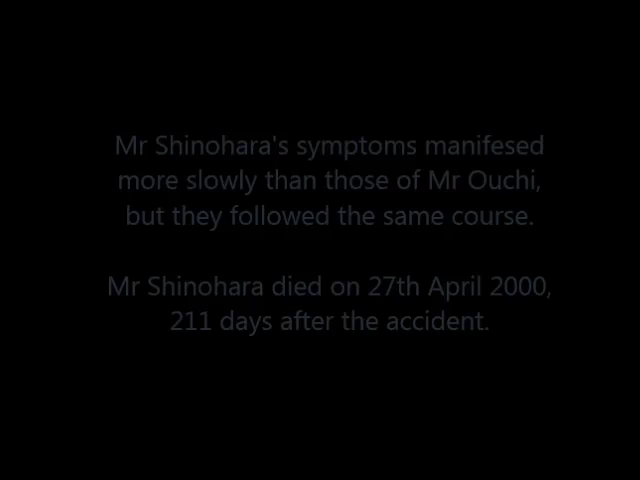 Mr Shinohara's symptoms manifesed
more slowly than those of Mr Ouchi,
but they followed the same course.
Mr Shinohara died on 27th April 2000,
211 days after the accident.